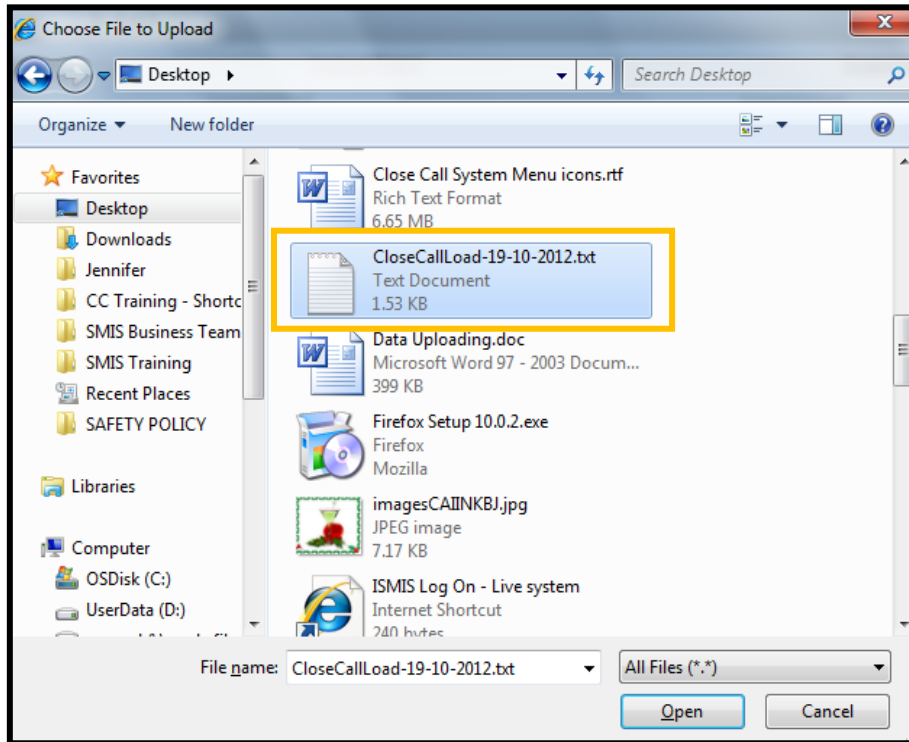 Choose File to Upload
Desktop
Search Desktop
Organize
New folder
Favorites
Desktop
Downloads
Jennifer
CC Training - Shortc
SMIS Business Team
SMIS Training
Recent Places
SAFETY POLICY
Libraries
Computer
OSDisk (C:)
UserData (D:)
Close Call System Menu icons.rtf
Rich Text Format
6.65 MB
CloseCallLoad-19-10-2012.txt
Text Document
1.53 KB
Data Uploading.doc
Microsoft Word 97 - 2003 Docum...
399 KB
Firefox Setup 10.0.2.exe
Firefox
Mozilla
imagesCAIINKBJ.jpg
JPEG image
7.17 KB
ISMIS Log On - Live system
Internet Shortcut
240 bytes
File name: CloseCallLoad-19-10-2012.txt
All Files (*.*)
Open
Cancel